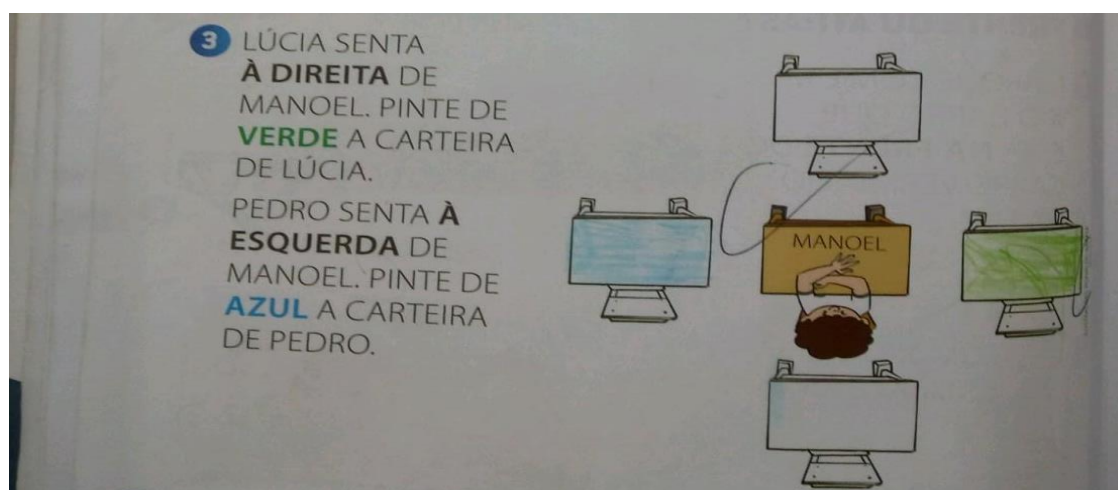 3 LÚCIA SENTA
À DIREITA DE
MANOEL. PINTE DE
VERDE A CARTEIRA
DE LÚCIA.
PEDRO SENTA À
ESQUERDA DE
MANOEL. PINTE DE
AZUL A CARTEIRA
DE PEDRO.
MANOEL